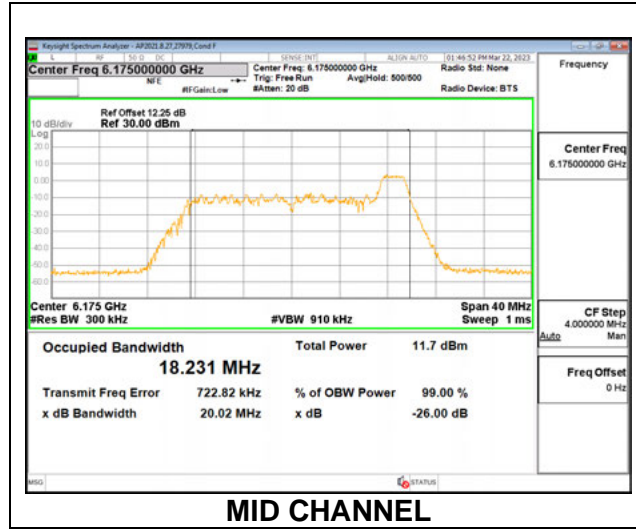 Keysight Spectrum Analyzer - AP2021.8.27,27979,Cond F
L RF 50 Ω DC SENSE:INT ALIGN AUTO 01:46:52 PM Mar 22, 2023
Center Freq 6.175000000 GHz
NFE
#IFGain:Low
Center Freq: 6.175000000 GHz
Trig: Free Run Avg|Hold: 500/500
#Atten: 20 dB
Radio Std: None
Radio Device: BTS
Frequency
Ref Offset 12.25 dB
10 dB/div Ref 30.00 dBm
Log
20.0
10.0
0.00
-10.0
-20.0
-30.0
-40.0
-50.0
-60.0
Center 6.175 GHz Span 40 MHz
#Res BW 300 kHz #VBW 910 kHz Sweep 1 ms
Occupied Bandwidth Total Power 11.7 dBm
18.231 MHz
Transmit Freq Error 722.82 kHz % of OBW Power 99.00 %
x dB Bandwidth 20.02 MHz x dB -26.00 dB
Center Freq
6.175000000 GHz
CF Step
4.000000 MHz
Auto Man
Freq Offset
0 Hz
MSG STATUS
MID CHANNEL